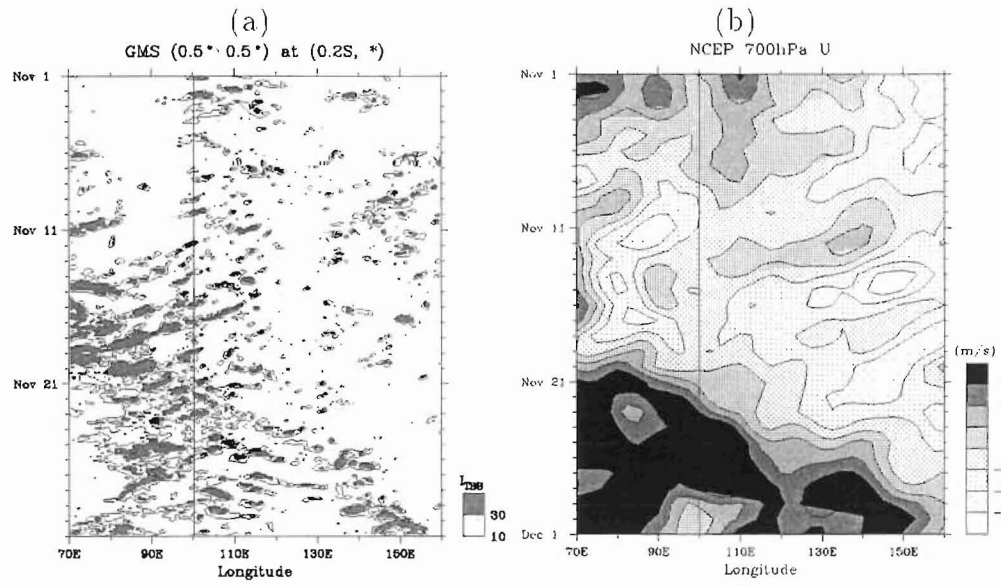 (a)
GMS (0.5°·0.5°) at (0.2S, *)
Nov 1
Nov 11
Nov 21
70E 90E 110E 130E 150E
Longitude
I_TBB
30
10
(b)
NCEP 700hPa U
Nov 1
Nov 11
Nov 21
Dec 1
70E 90E 110E 130E 150E
Longitude
(m/s)